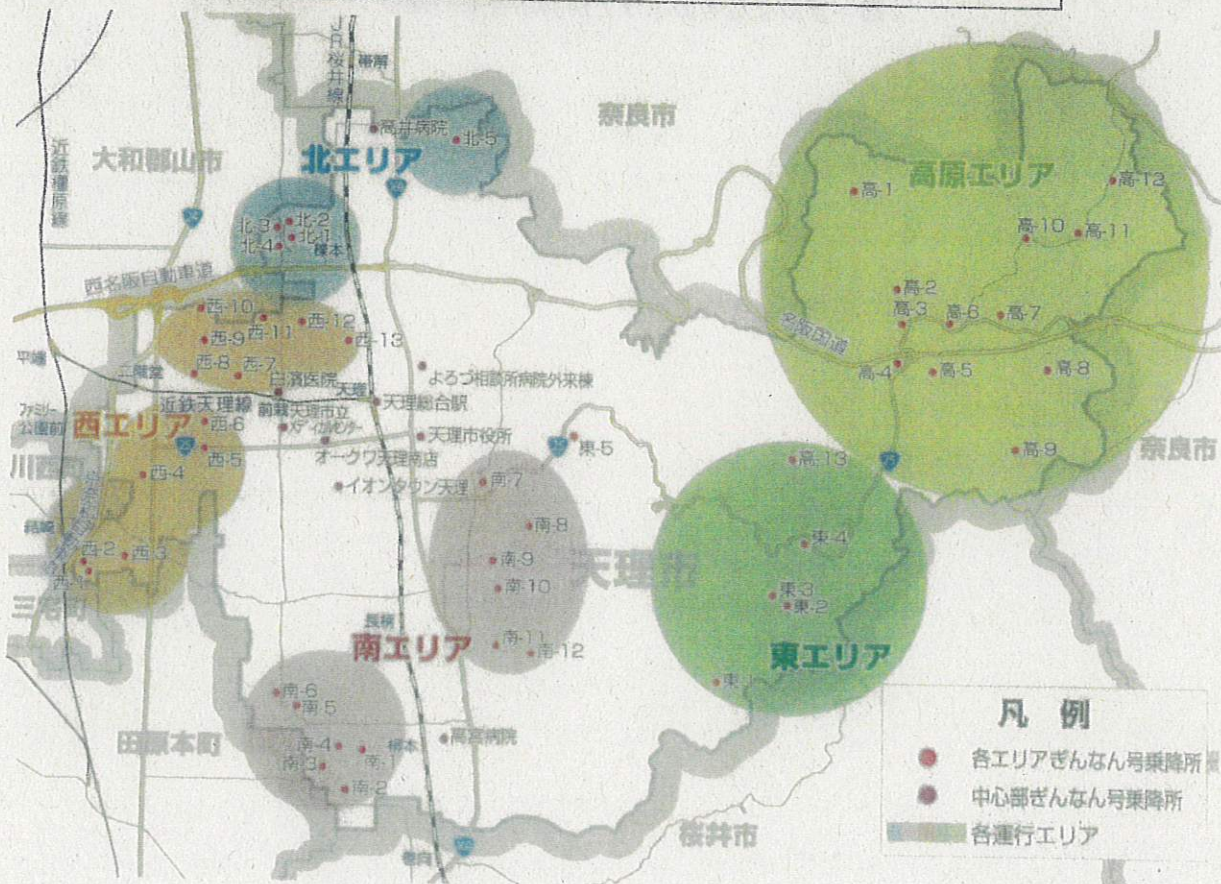 JR桜井線
帯解
奈良市
高井病院
北-5
大和郡山市
北エリア
近鉄橿原線
高原エリア
高-1
高-12
高-10
高-11
北-3
北-2
北-1
北-4
櫟本
西名阪自動車道
高-2
高-3
高-6
高-7
名阪国道
西-10
西-11
西-12
西-9
西-13
西-8
西-7
高-4
高-5
高-8
平端
二階堂
白濱医院
天理
よろづ相談所病院外来棟
近鉄天理線
前栽
天理総合駅
ファミリー
公園前
西エリア
西-6
天理市立
メディカルセンター
天理市役所
25
25
東-5
川西町
西-5
オークワ天理南店
西-4
イオンタウン天理
南-7
高-13
25
高-9
奈良市
結崎
南-8
西-2
西-3
西-1
南-9
天理市
東-4
南-10
東-3
東-2
三宅町
長柄
南エリア
南-11
南-12
東エリア
東-1
南-6
南-5
田原本町
南-4
南-1
柳本
高宮病院
南-3
南-2
巻向
桜井市
凡 例
各エリアぎんなん号乗降所
中心部ぎんなん号乗降所
各運行エリア